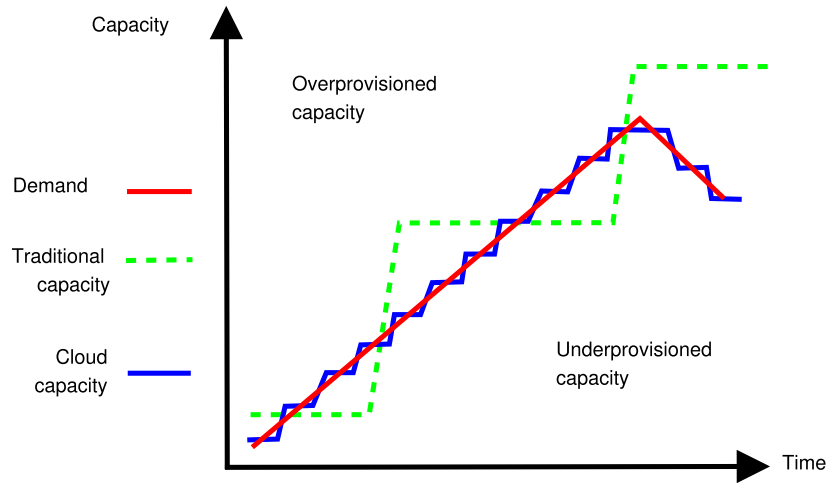 Capacity
Overprovisioned
capacity
Demand
Traditional
capacity
Cloud
capacity
Underprovisioned
capacity
Time